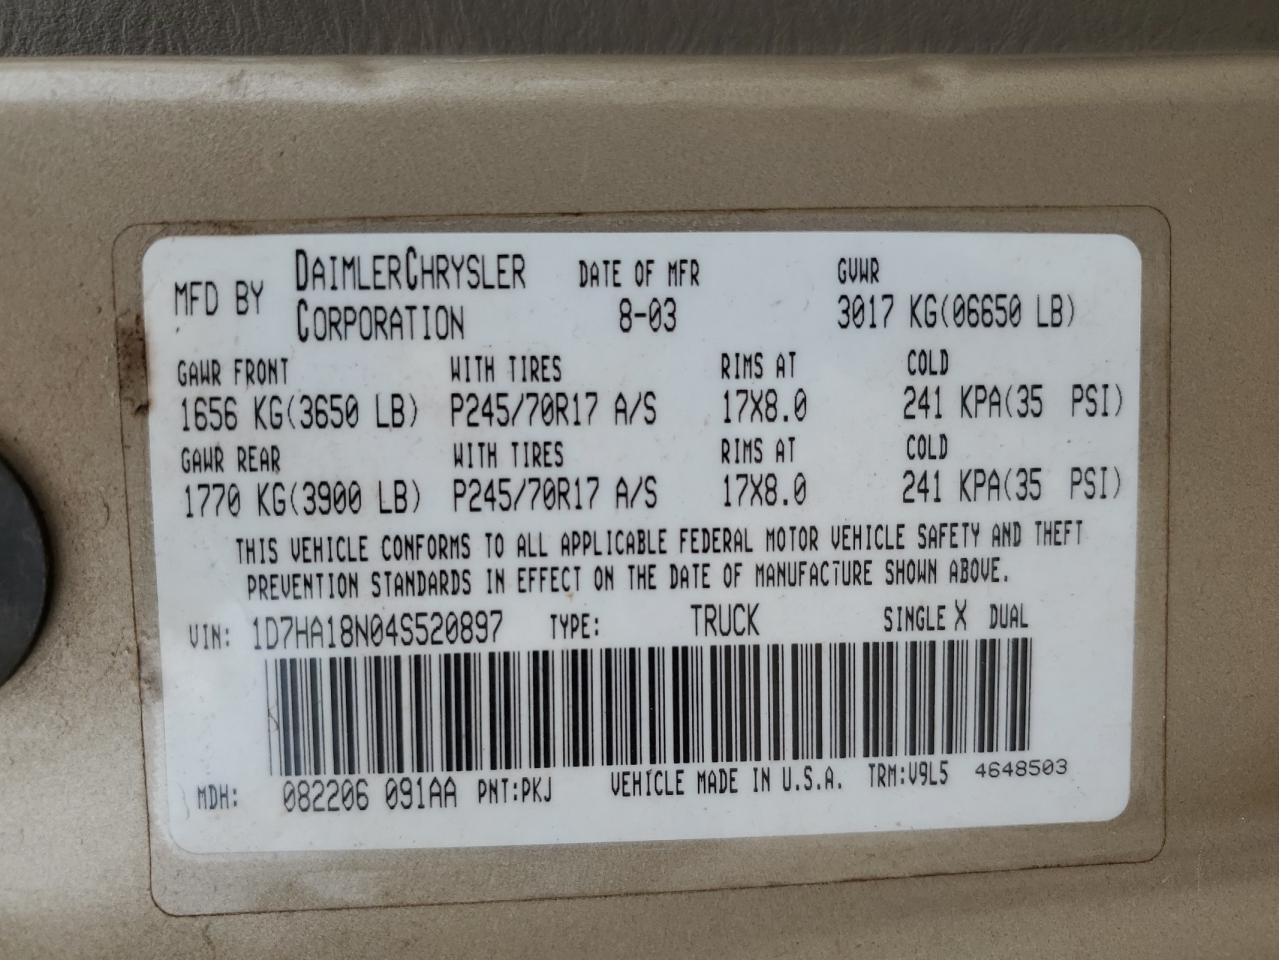 MFD BY DAIMLERCHRYSLER CORPORATION DATE OF MFR 8-03 GVWR 3017 KG(06650 LB)
GAWR FRONT WITH TIRES RIMS AT COLD
1656 KG(3650 LB) P245/70R17 A/S 17X8.0 241 KPA(35 PSI)
GAWR REAR WITH TIRES RIMS AT COLD
1770 KG(3900 LB) P245/70R17 A/S 17X8.0 241 KPA(35 PSI)
THIS VEHICLE CONFORMS TO ALL APPLICABLE FEDERAL MOTOR VEHICLE SAFETY AND THEFT
PREVENTION STANDARDS IN EFFECT ON THE DATE OF MANUFACTURE SHOWN ABOVE.
VIN: 1D7HA18N04S520897 TYPE: TRUCK SINGLE X DUAL
MDH: 082206 091AA PNT:PKJ VEHICLE MADE IN U.S.A. TRM:V9L5 4648503